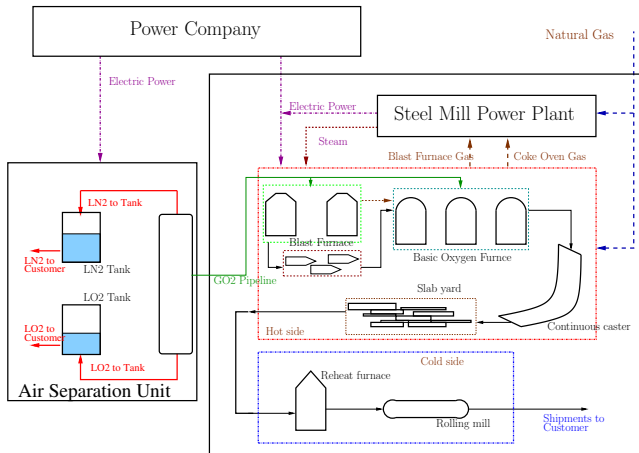 Power Company
Natural Gas
Electric Power
Electric Power
Steel Mill Power Plant
Steam
Blast Furnace Gas
Coke Oven Gas
LN2 to Tank
LN2 to
Customer
LN2 Tank
GO2 Pipeline
Blast Furnace
Basic Oxygen Furnce
LO2 Tank
Slab yard
LO2 to
Customer
Hot side
Continuous caster
LO2 to Tank
Air Separation Unit
Cold side
Reheat furnace
Rolling mill
Shipments to
Customer